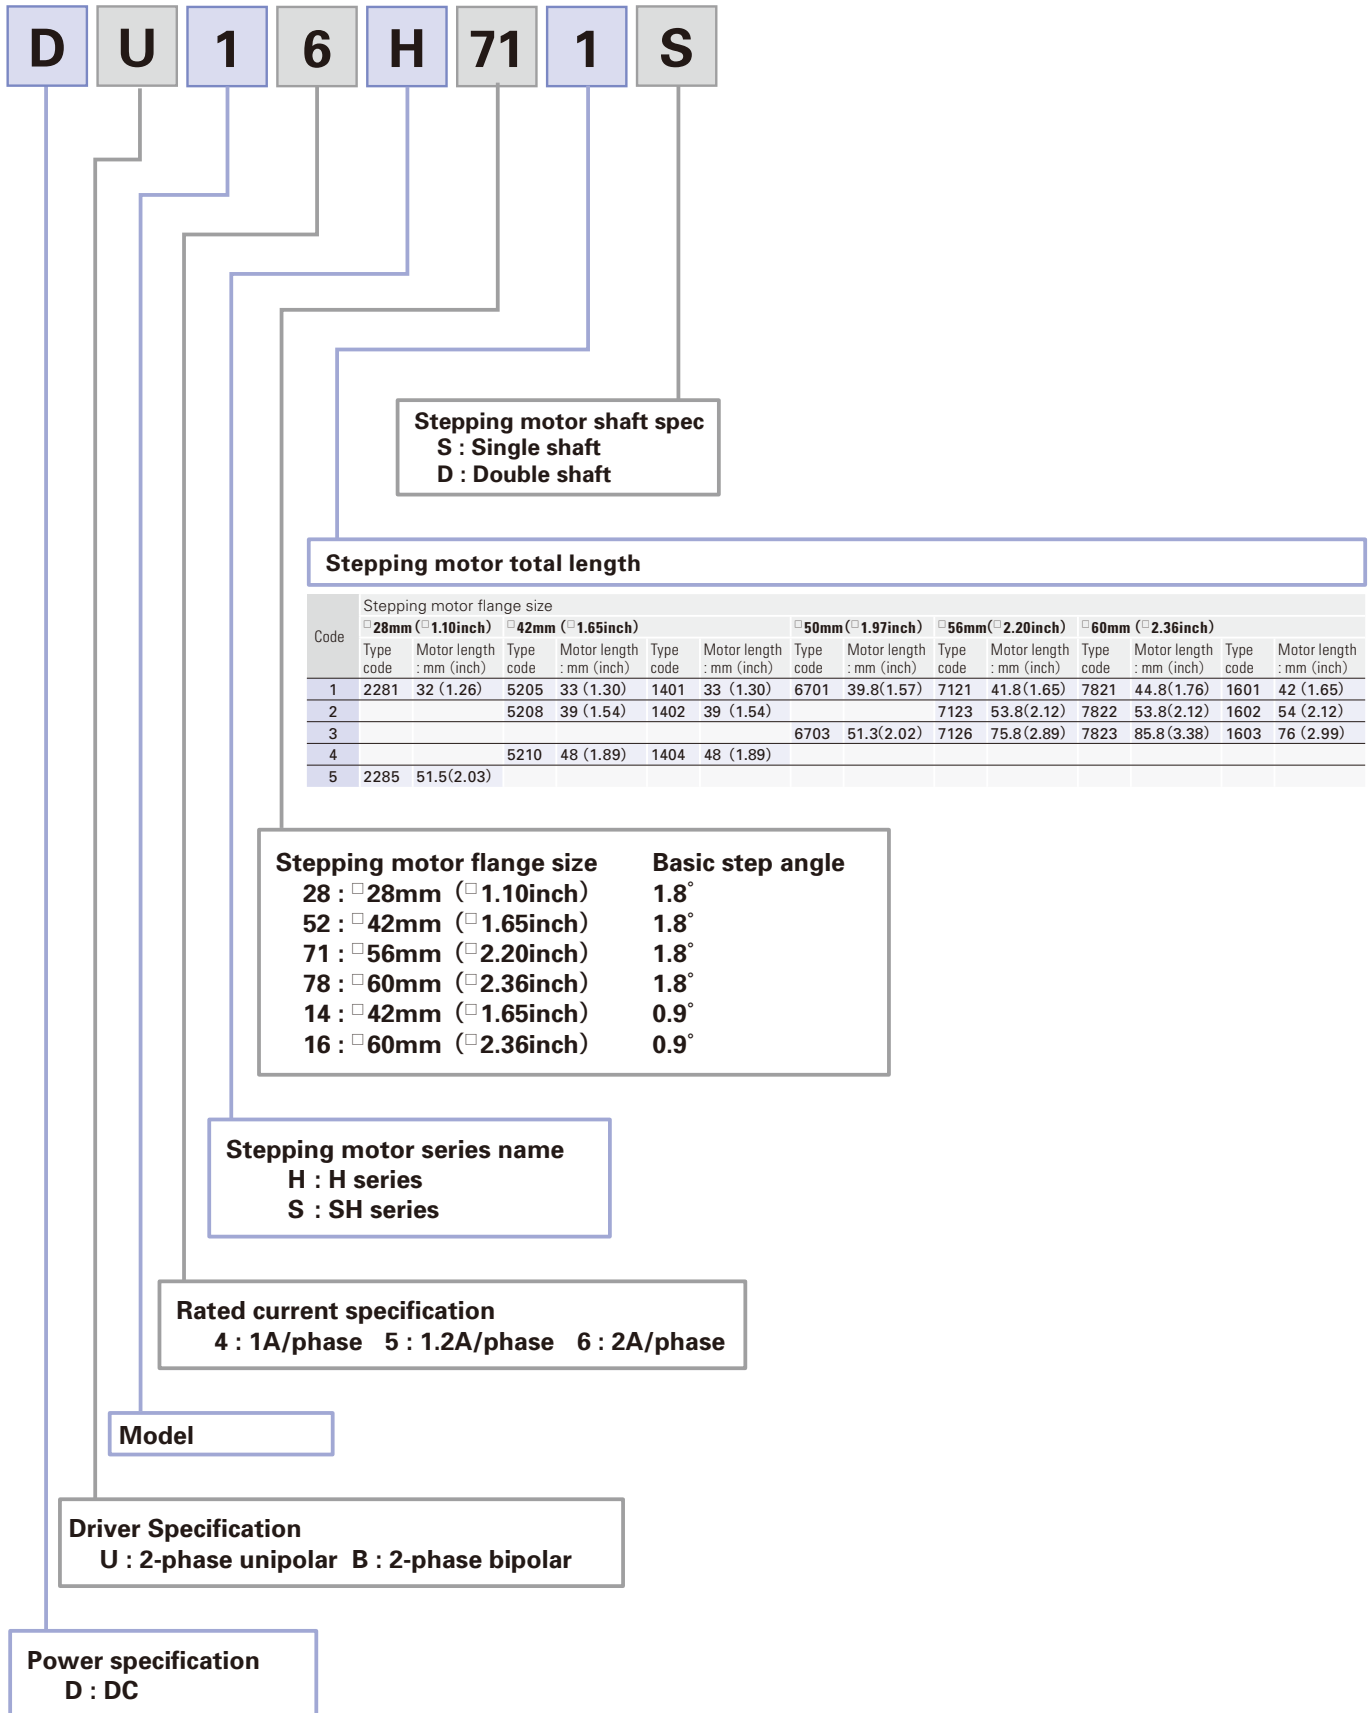 D U 1 6 H 71 1 S
Stepping motor shaft spec
S : Single shaft
D : Double shaft
Stepping motor total length
Code Stepping motor flange size
□28mm(□1.10inch) □42mm (□1.65inch) □50mm(□1.97inch) □56mm(□2.20inch) □60mm (□2.36inch)
Type code Motor length : mm (inch) Type code Motor length : mm (inch) Type code Motor length : mm (inch) Type code Motor length : mm (inch) Type code Motor length : mm (inch) Type code Motor length : mm (inch) Type code Motor length : mm (inch)
1 2281 32 (1.26) 5205 33 (1.30) 1401 33 (1.30) 6701 39.8(1.57) 7121 41.8(1.65) 7821 44.8(1.76) 1601 42 (1.65)
2 5208 39 (1.54) 1402 39 (1.54) 7123 53.8(2.12) 7822 53.8(2.12) 1602 54 (2.12)
3 6703 51.3(2.02) 7126 75.8(2.89) 7823 85.8(3.38) 1603 76 (2.99)
4 5210 48 (1.89) 1404 48 (1.89)
5 2285 51.5(2.03)
Stepping motor flange size Basic step angle
28 : □28mm (□1.10inch) 1.8°
52 : □42mm (□1.65inch) 1.8°
71 : □56mm (□2.20inch) 1.8°
78 : □60mm (□2.36inch) 1.8°
14 : □42mm (□1.65inch) 0.9°
16 : □60mm (□2.36inch) 0.9°
Stepping motor series name
H : H series
S : SH series
Rated current specification
4 : 1A/phase 5 : 1.2A/phase 6 : 2A/phase
Model
Driver Specification
U : 2-phase unipolar B : 2-phase bipolar
Power specification
D : DC